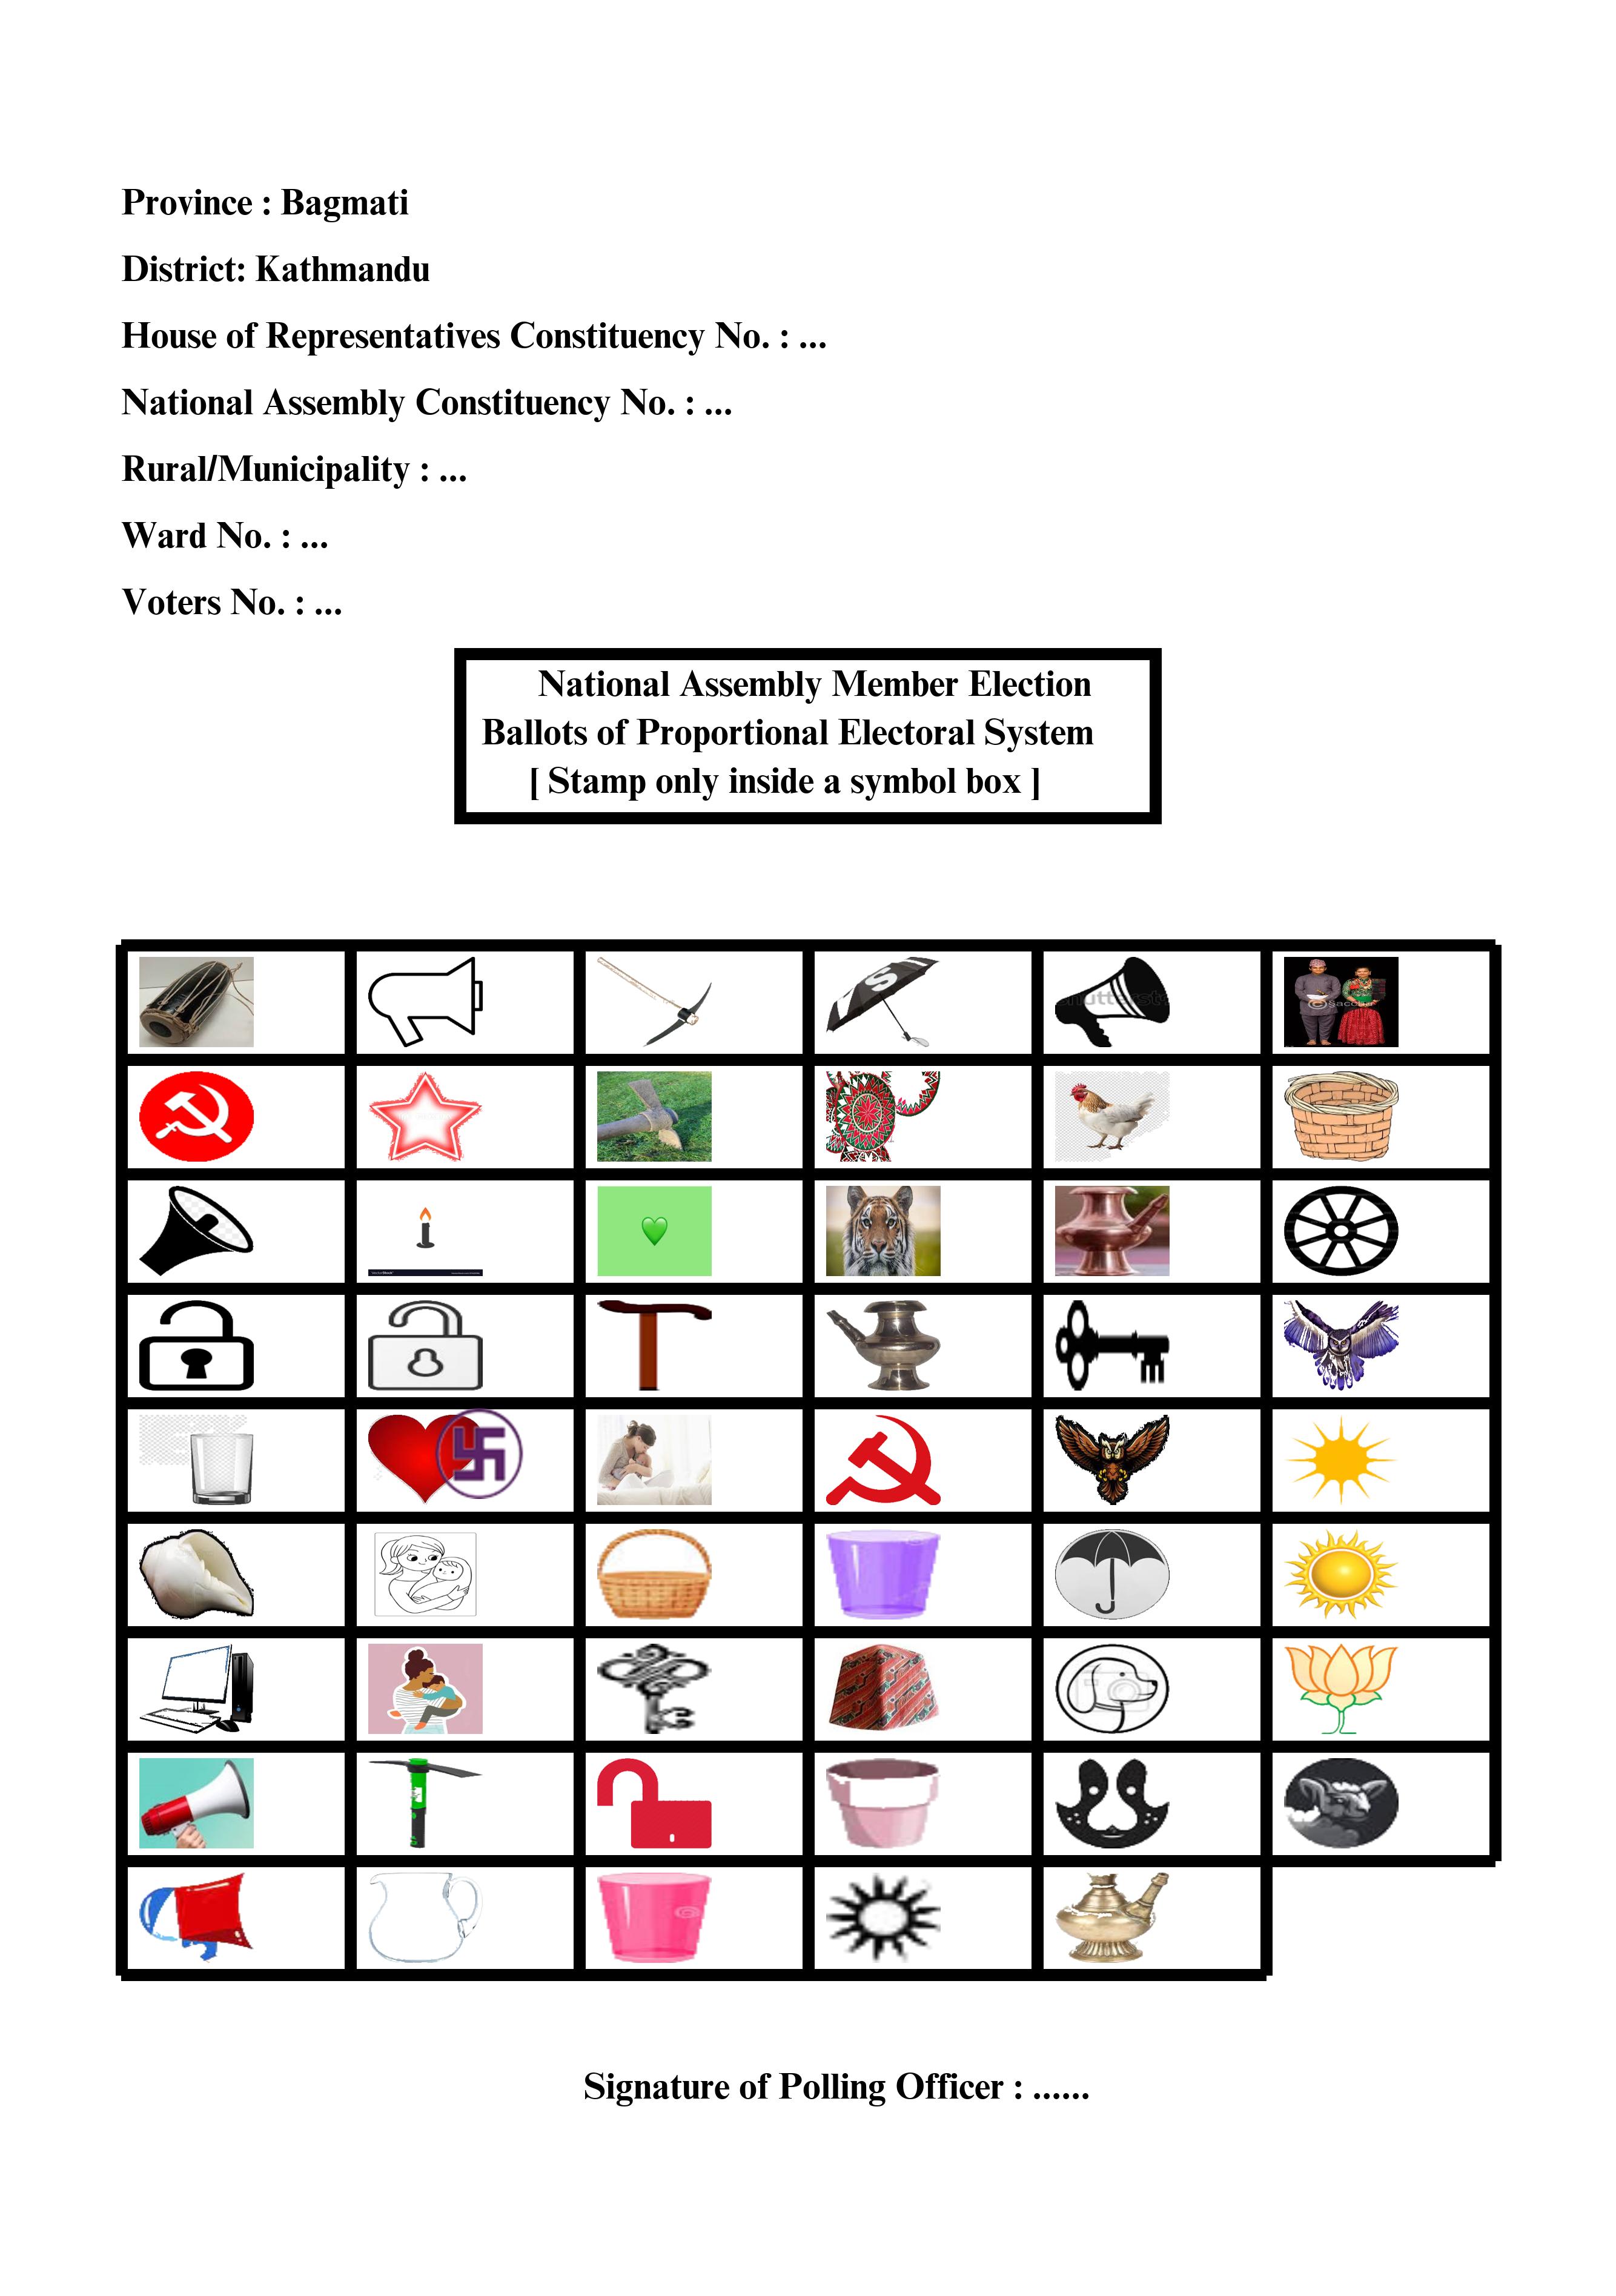 Province : Bagmati
District: Kathmandu
House of Representatives Constituency No. : ...
National Assembly Constituency No. : ...
Rural/Municipality : ...
Ward No. : ...
Voters No. : ...
National Assembly Member Election
Ballots of Proportional Electoral System
[ Stamp only inside a symbol box ]
Signature of Polling Officer : ......